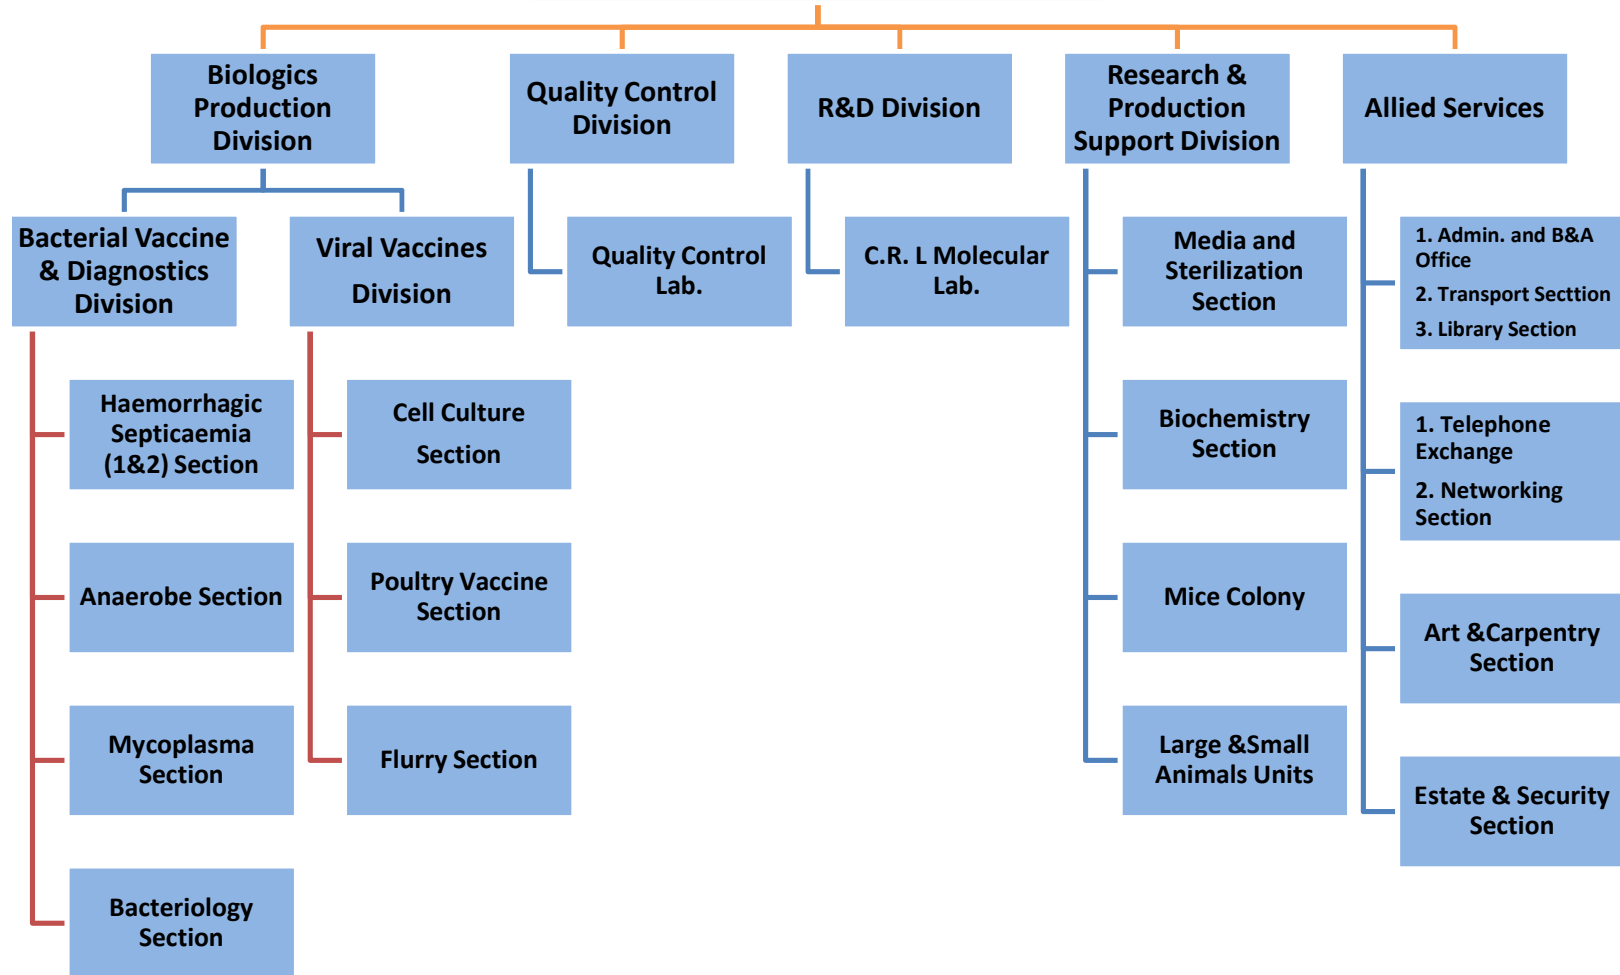 Biologics
Production
Division
Quality Control
Division
R&D Division
Research &
Production
Support Division
Allied Services
Bacterial Vaccine
& Diagnostics
Division
Viral Vaccines
Division
Quality Control
Lab.
C.R. L Molecular
Lab.
Media and
Sterilization
Section
1. Admin. and B&A
Office
2. Transport Secttion
3. Library Section
Haemorrhagic
Septicaemia
(1&2) Section
Cell Culture
Section
Biochemistry
Section
1. Telephone
Exchange
2. Networking
Section
Anaerobe Section
Poultry Vaccine
Section
Mice Colony
Art &Carpentry
Section
Mycoplasma
Section
Flurry Section
Large &Small
Animals Units
Estate & Security
Section
Bacteriology
Section